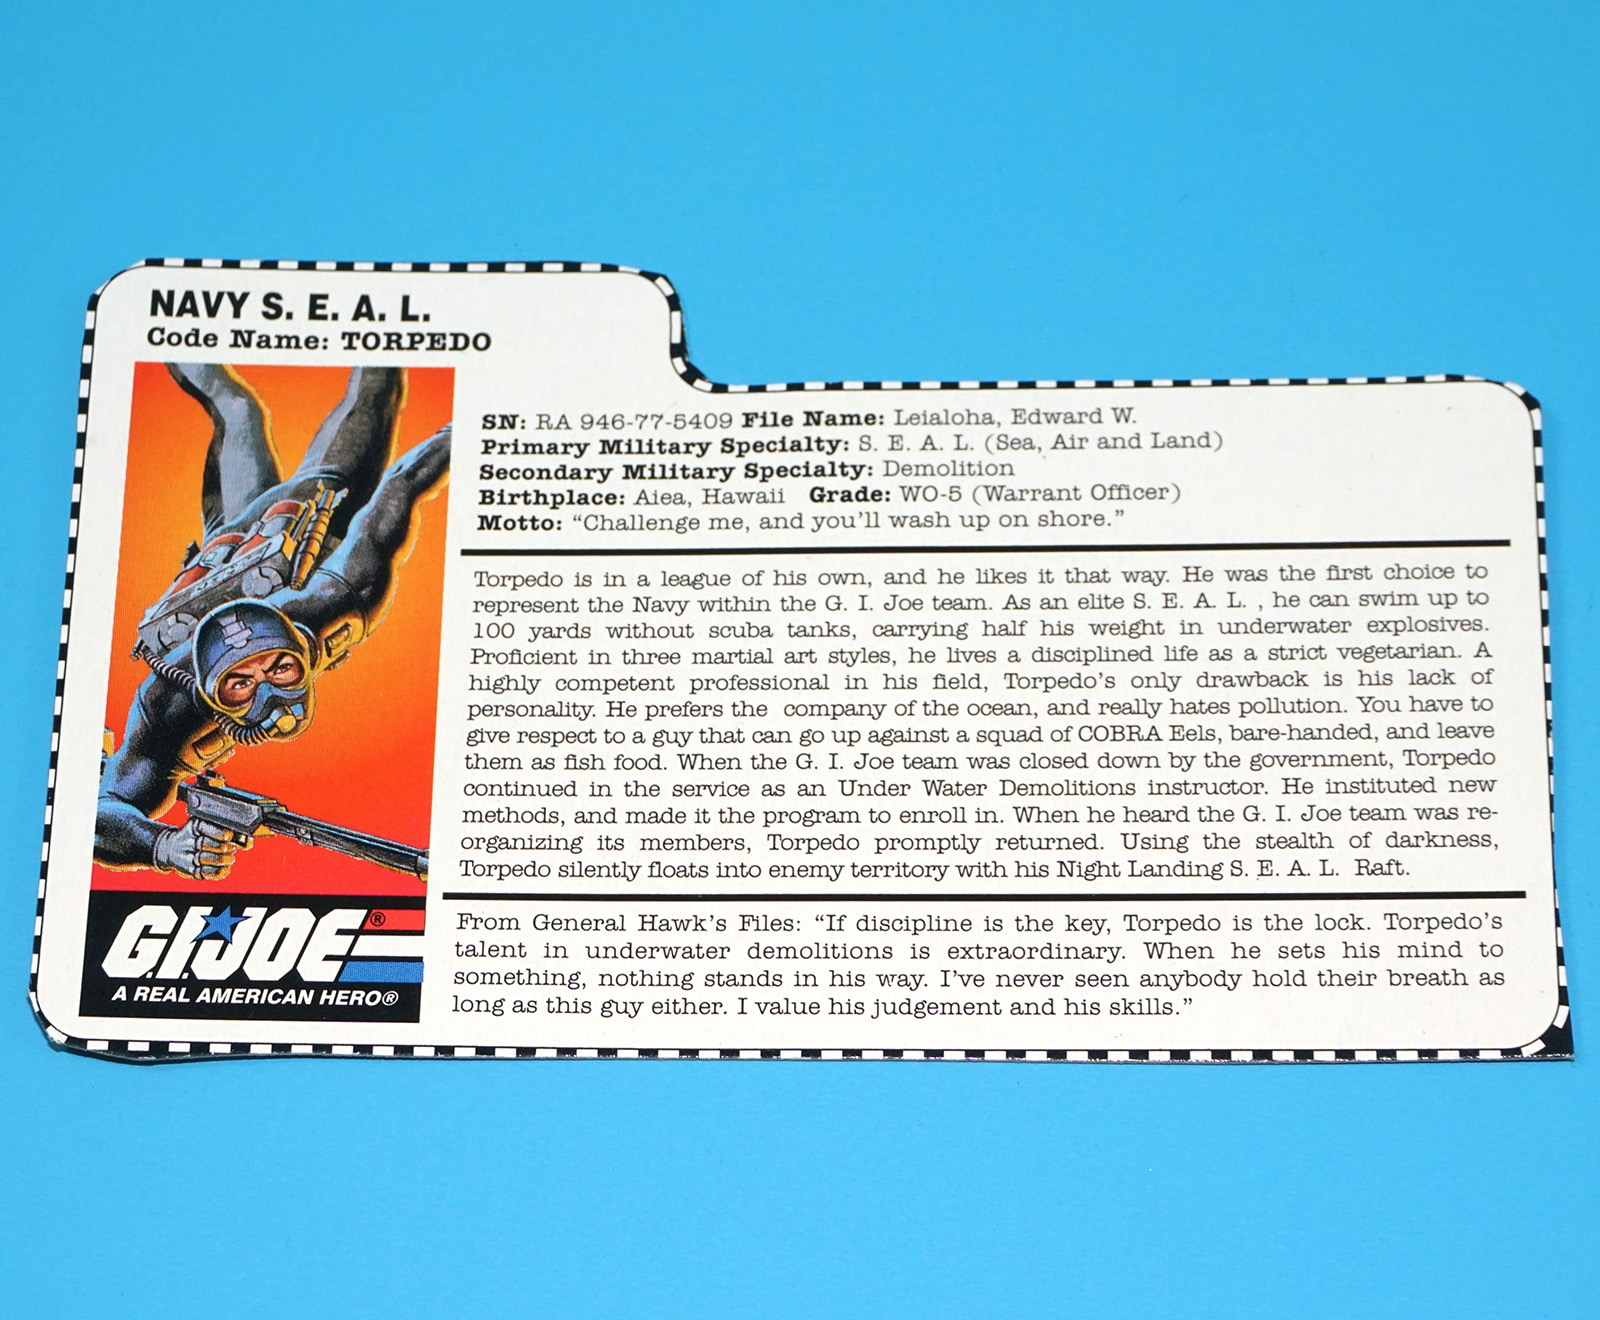 NAVY S. E. A. L.
Code Name: TORPEDO
SN: RA 946-77-5409 File Name: Leialoha, Edward W.
Primary Military Specialty: S. E. A. L. (Sea, Air and Land)
Secondary Military Specialty: Demolition
Birthplace: Aiea, Hawaii Grade: WO-5 (Warrant Officer)
Motto: “Challenge me, and you’ll wash up on shore.”
Torpedo is in a league of his own, and he likes it that way. He was the first choice to
represent the Navy within the G. I. Joe team. As an elite S. E. A. L. , he can swim up to
100 yards without scuba tanks, carrying half his weight in underwater explosives.
Proficient in three martial art styles, he lives a disciplined life as a strict vegetarian. A
highly competent professional in his field, Torpedo’s only drawback is his lack of
personality. He prefers the company of the ocean, and really hates pollution. You have to
give respect to a guy that can go up against a squad of COBRA Eels, bare-handed, and leave
them as fish food. When the G. I. Joe team was closed down by the government, Torpedo
continued in the service as an Under Water Demolitions instructor. He instituted new
methods, and made it the program to enroll in. When he heard the G. I. Joe team was re-
organizing its members, Torpedo promptly returned. Using the stealth of darkness,
Torpedo silently floats into enemy territory with his Night Landing S. E. A. L. Raft.
From General Hawk’s Files: “If discipline is the key, Torpedo is the lock. Torpedo’s
talent in underwater demolitions is extraordinary. When he sets his mind to
something, nothing stands in his way. I’ve never seen anybody hold their breath as
long as this guy either. I value his judgement and his skills.”
G.I.JOE®
A REAL AMERICAN HERO®